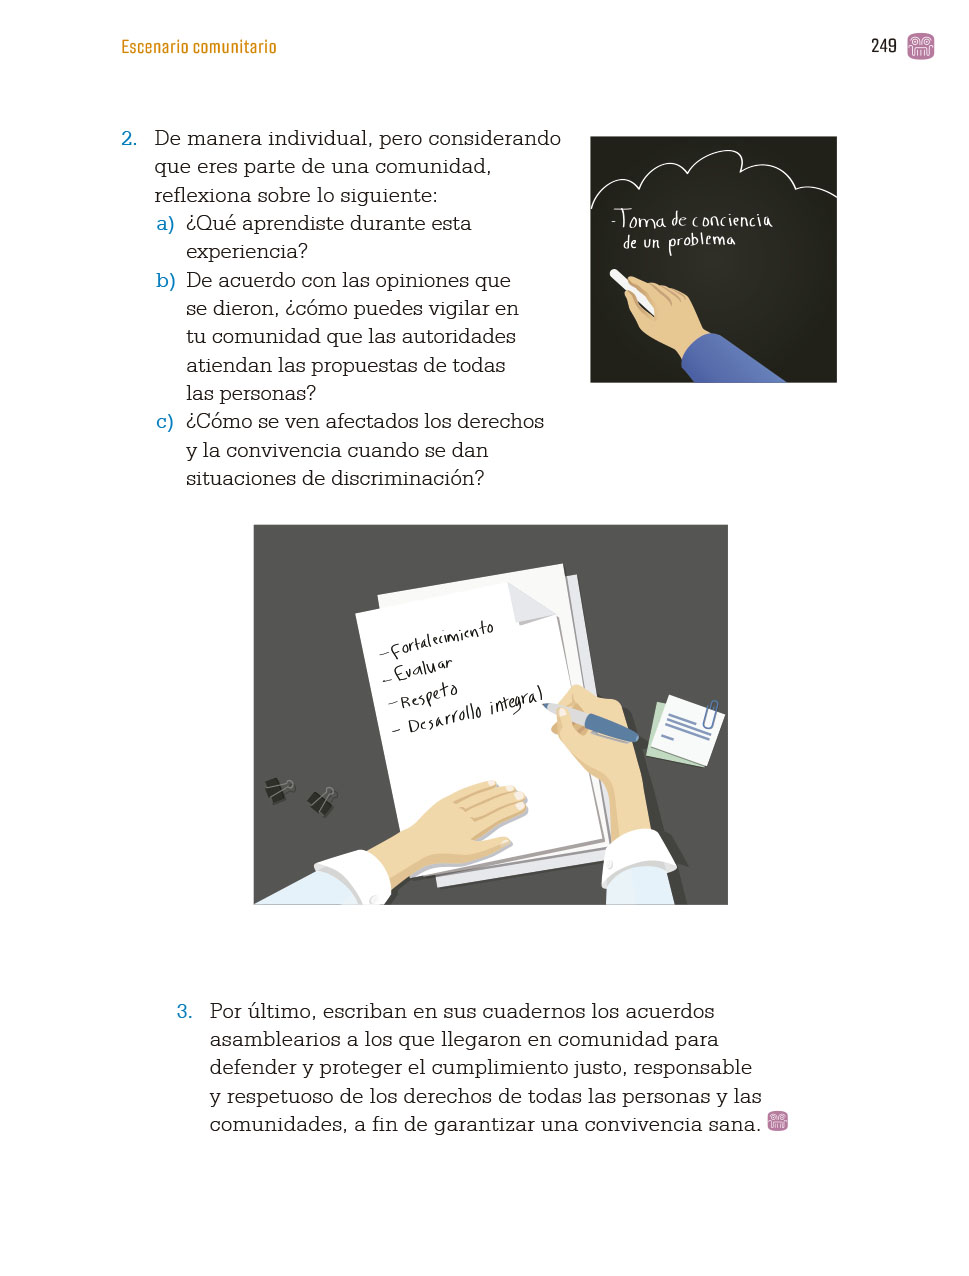 Escenario comunitario
249
2. De manera individual, pero considerando
que eres parte de una comunidad,
reflexiona sobre lo siguiente:
a) ¿Qué aprendiste durante esta
experiencia?
b) De acuerdo con las opiniones que
se dieron, ¿cómo puedes vigilar en
tu comunidad que las autoridades
atiendan las propuestas de todas
las personas?
c) ¿Cómo se ven afectados los derechos
y la convivencia cuando se dan
situaciones de discriminación?
-Toma de conciencia
de un problema
-Fortalecimiento
-Evaluar
-Respeto
- Desarrollo integral
3. Por último, escriban en sus cuadernos los acuerdos
asamblearios a los que llegaron en comunidad para
defender y proteger el cumplimiento justo, responsable
y respetuoso de los derechos de todas las personas y las
comunidades, a fin de garantizar una convivencia sana.